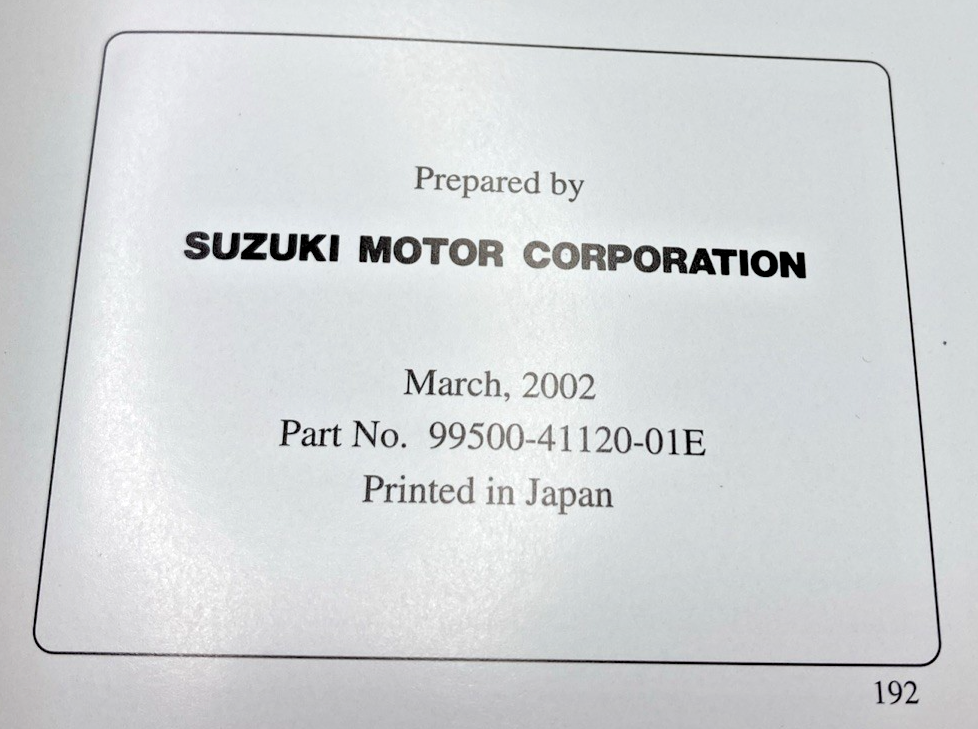 Prepared by
SUZUKI MOTOR CORPORATION
March, 2002
Part No. 99500-41120-01E
Printed in Japan
192